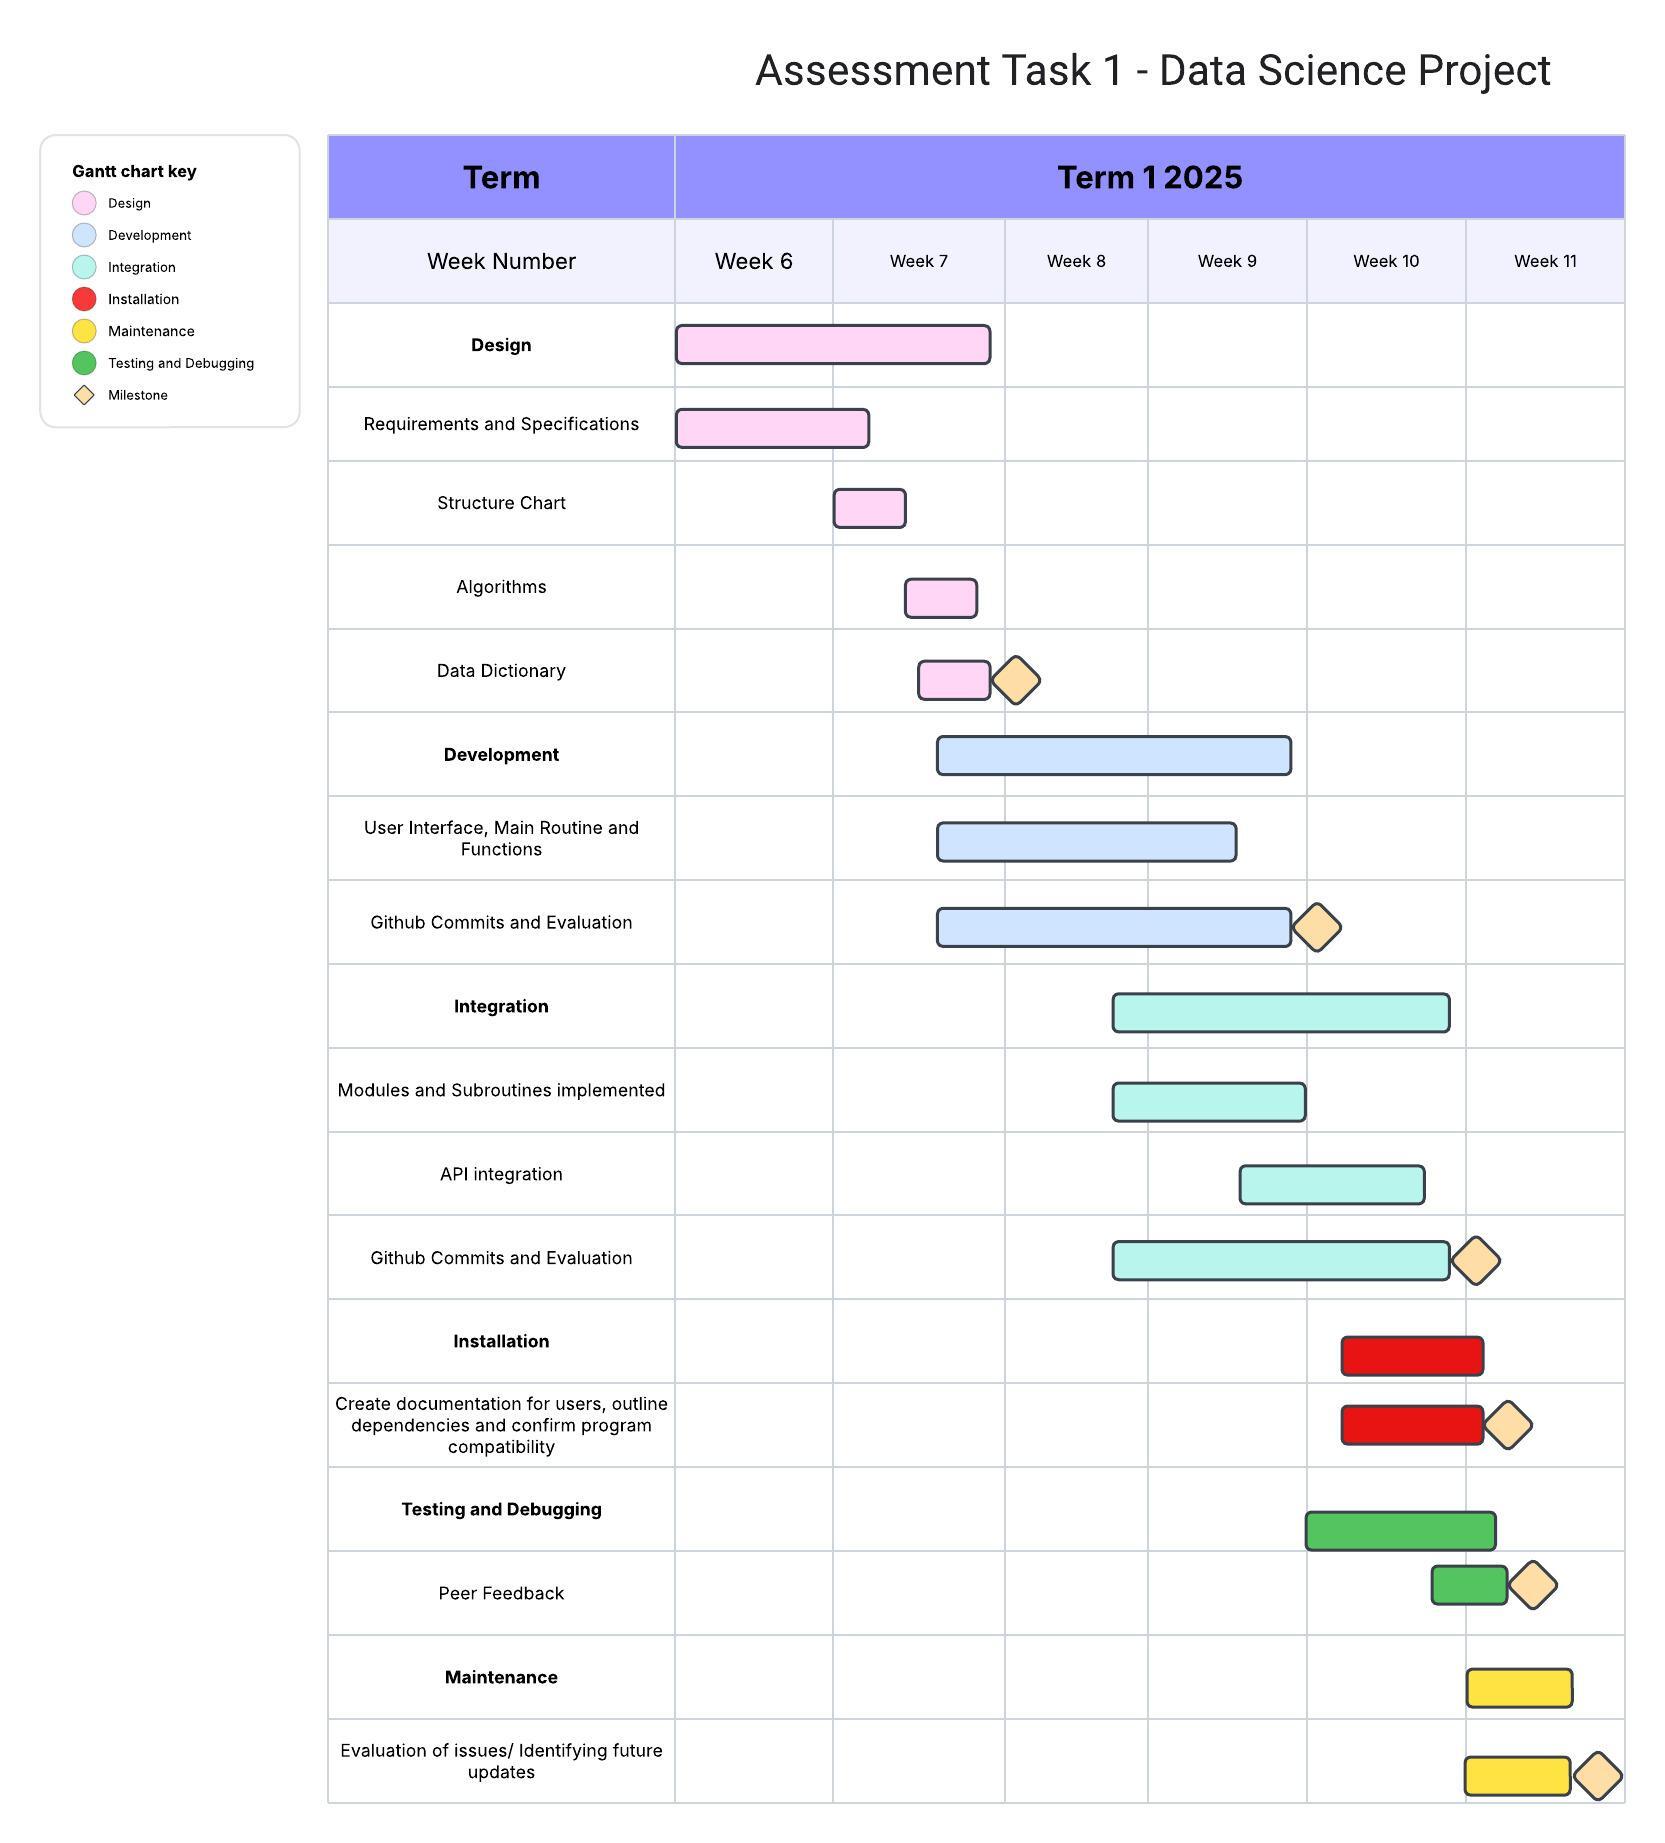 Assessment Task 1 - Data Science Project
Gantt chart key
Design
Development
Integration
Installation
Maintenance
Testing and Debugging
Milestone
Term
Term 1 2025
Week Number
Week 6
Week 7
Week 8
Week 9
Week 10
Week 11
Design
Requirements and Specifications
Structure Chart
Algorithms
Data Dictionary
Development
User Interface, Main Routine and
Functions
Github Commits and Evaluation
Integration
Modules and Subroutines implemented
API integration
Github Commits and Evaluation
Installation
Create documentation for users, outline
dependencies and confirm program
compatibility
Testing and Debugging
Peer Feedback
Maintenance
Evaluation of issues/ Identifying future
updates